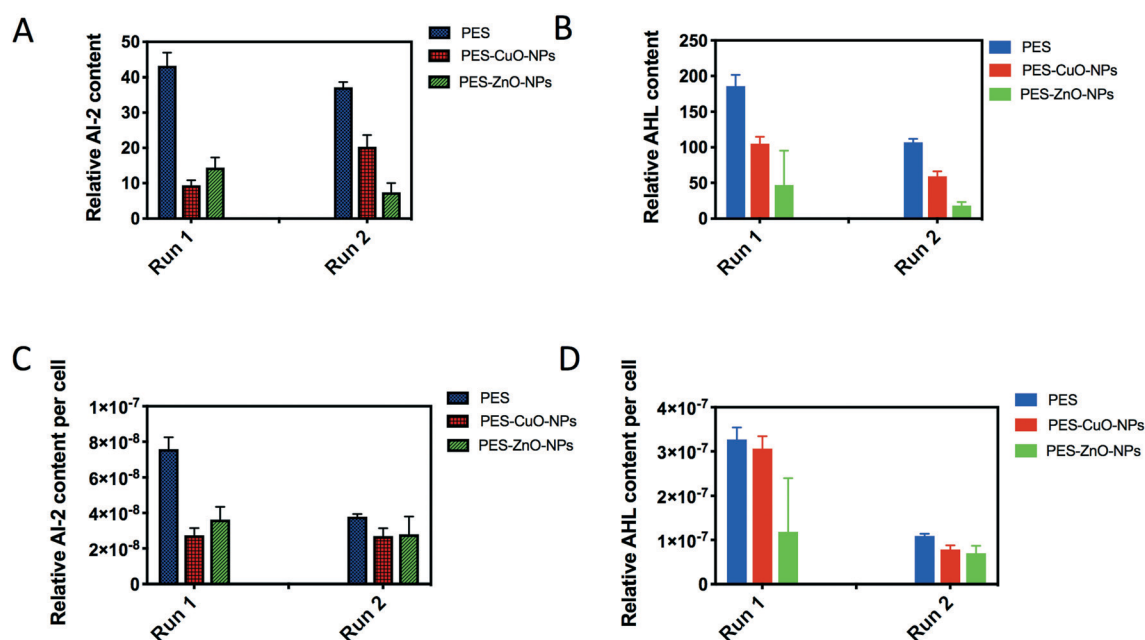 A
Relative AI-2 content
50
40
30
20
10
0
Run 1
Run 2
PES
PES-CuO-NPs
PES-ZnO-NPs
B
Relative AHL content
250
200
150
100
50
0
Run 1
Run 2
PES
PES-CuO-NPs
PES-ZnO-NPs
C
Relative AI-2 content per cell
1×10⁻⁷
8×10⁻⁸
6×10⁻⁸
4×10⁻⁸
2×10⁻⁸
0
Run 1
Run 2
PES
PES-CuO-NPs
PES-ZnO-NPs
D
Relative AHL content per cell
4×10⁻⁷
3×10⁻⁷
2×10⁻⁷
1×10⁻⁷
0
Run 1
Run 2
PES
PES-CuO-NPs
PES-ZnO-NPs